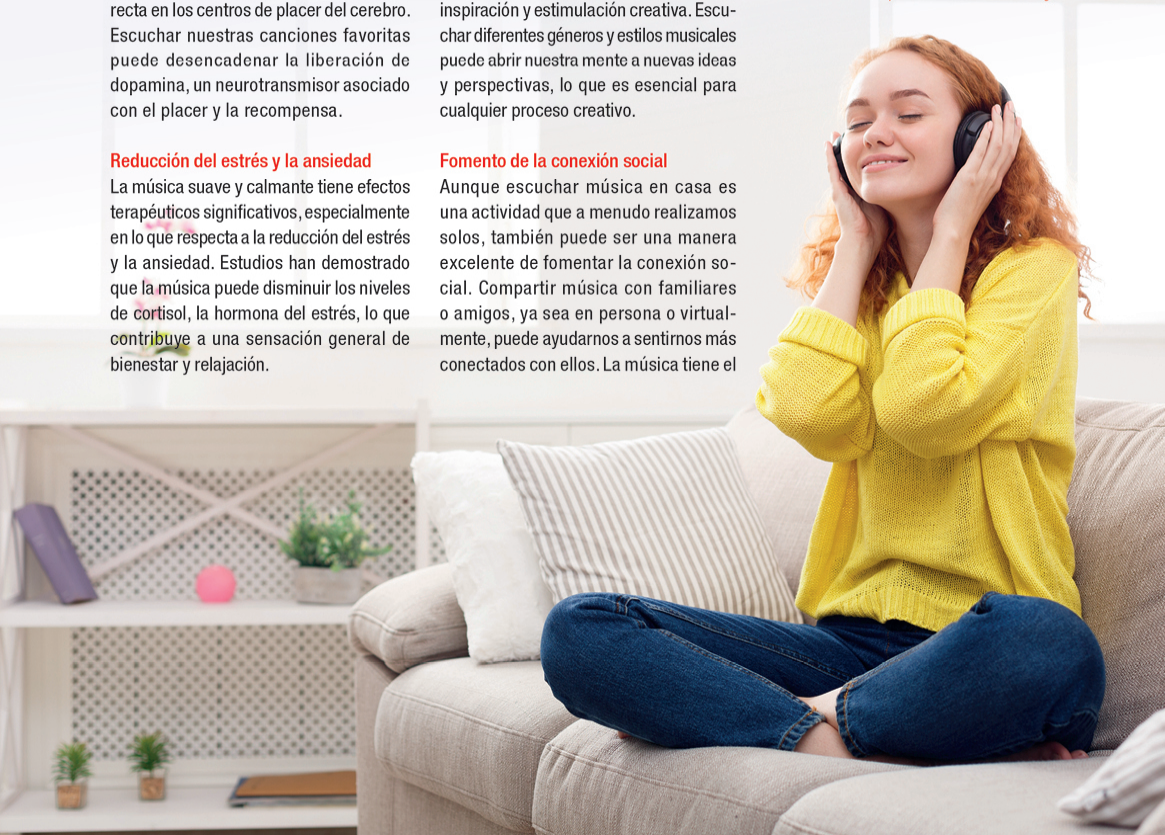 recta en los centros de placer del cerebro.
Escuchar nuestras canciones favoritas
puede desencadenar la liberación de
dopamina, un neurotransmisor asociado
con el placer y la recompensa.
Reducción del estrés y la ansiedad
La música suave y calmante tiene efectos
terapéuticos significativos, especialmente
en lo que respecta a la reducción del estrés
y la ansiedad. Estudios han demostrado
que la música puede disminuir los niveles
de cortisol, la hormona del estrés, lo que
contribuye a una sensación general de
bienestar y relajación.
inspiración y estimulación creativa. Escu-
char diferentes géneros y estilos musicales
puede abrir nuestra mente a nuevas ideas
y perspectivas, lo que es esencial para
cualquier proceso creativo.
Fomento de la conexión social
Aunque escuchar música en casa es
una actividad que a menudo realizamos
solos, también puede ser una manera
excelente de fomentar la conexión so-
cial. Compartir música con familiares
o amigos, ya sea en persona o virtual-
mente, puede ayudarnos a sentirnos más
conectados con ellos. La música tiene el